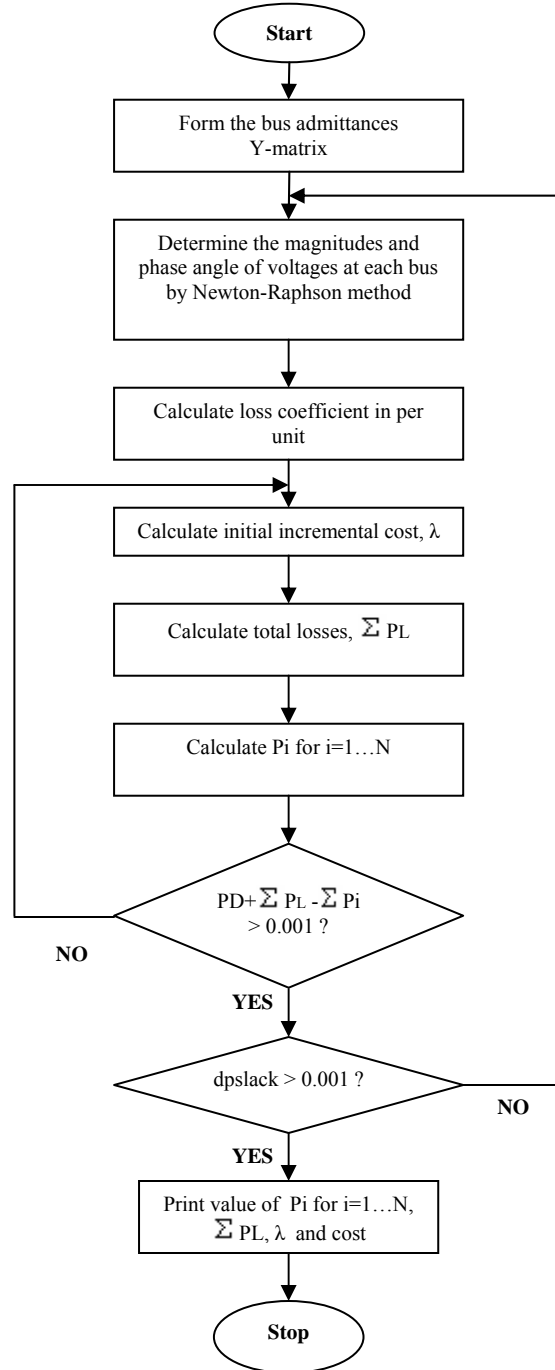 Start
Form the bus admittances
Y-matrix
Determine the magnitudes and
phase angle of voltages at each bus
by Newton-Raphson method
Calculate loss coefficient in per
unit
Calculate initial incremental cost, λ
Calculate total losses, Σ PL
Calculate Pi for i=1…N
PD+ Σ PL - Σ Pi
> 0.001 ?
NO
YES
dpslack > 0.001 ?
NO
YES
Print value of Pi for i=1…N,
Σ PL, λ and cost
Stop